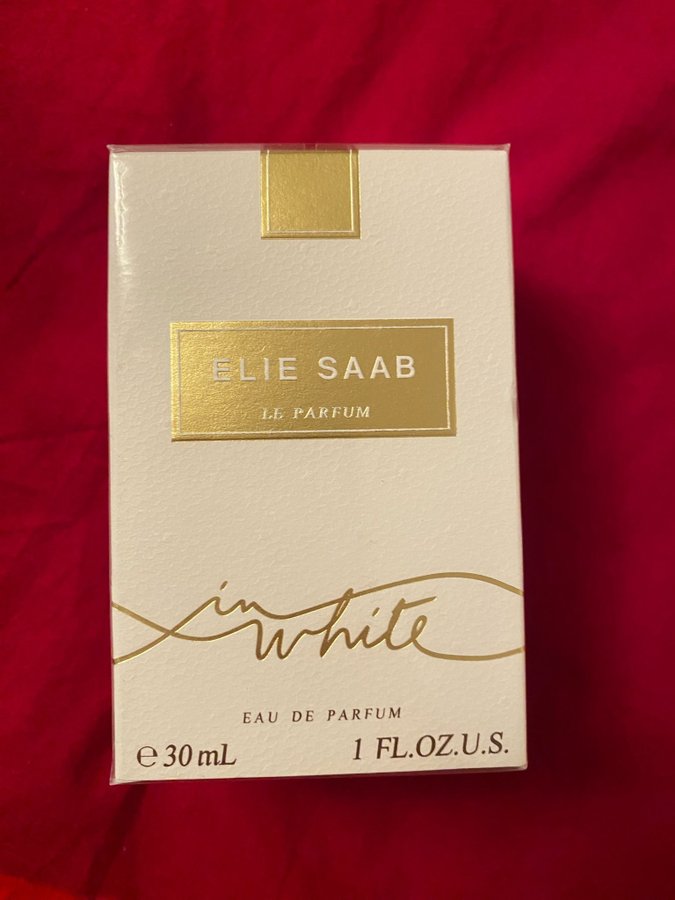 ELIE SAAB
LE PARFUM
in
white
EAU DE PARFUM
℮ 30 mL 1 FL.OZ.U.S.